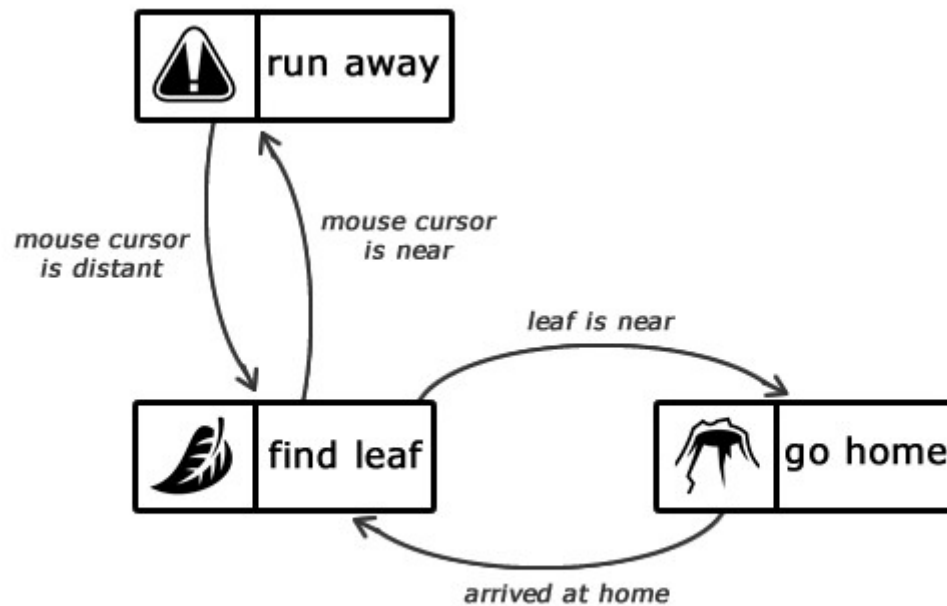 run away
mouse cursor
is distant
mouse cursor
is near
leaf is near
find leaf
go home
arrived at home